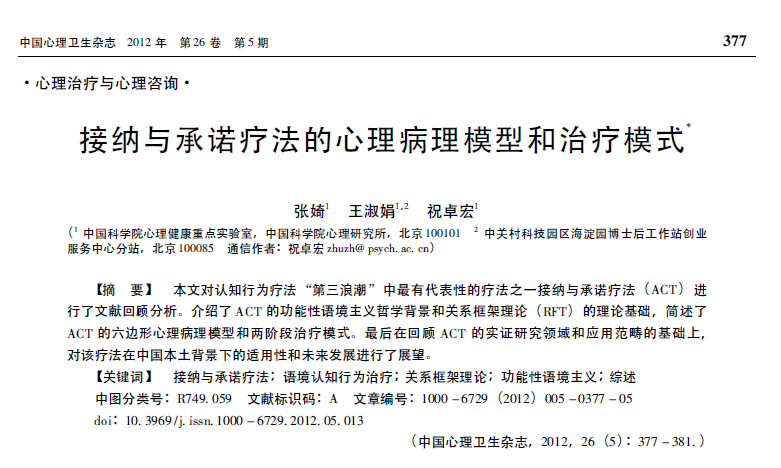 中国心理卫生杂志 2012 年 第 26 卷 第 5 期 377
·心理治疗与心理咨询·
接纳与承诺疗法的心理病理模型和治疗模式*
张婍1 王淑娟1,2 祝卓宏1
(1 中国科学院心理健康重点实验室，中国科学院心理研究所，北京 100101 2 中关村科技园区海淀园博士后工作站创业
服务中心分站，北京 100085 通信作者：祝卓宏 zhuzh@ psych. ac. cn)
【摘 要】 本文对认知行为疗法“第三浪潮”中最有代表性的疗法之一接纳与承诺疗法（ACT）进
行了文献回顾分析。介绍了 ACT 的功能性语境主义哲学背景和关系框架理论（RFT）的理论基础，简述了
ACT 的六边形心理病理模型和两阶段治疗模式。最后在回顾 ACT 的实证研究领域和应用范畴的基础上，
对该疗法在中国本土背景下的适用性和未来发展进行了展望。
【关键词】 接纳与承诺疗法；语境认知行为治疗；关系框架理论；功能性语境主义；综述
中图分类号：R749. 059 文献标识码：A 文章编号：1000 - 6729（2012）005 - 0377 - 05
doi：10. 3969 /j. issn. 1000 - 6729. 2012. 05. 013
（中国心理卫生杂志，2012，26（5）：377 - 381. ）